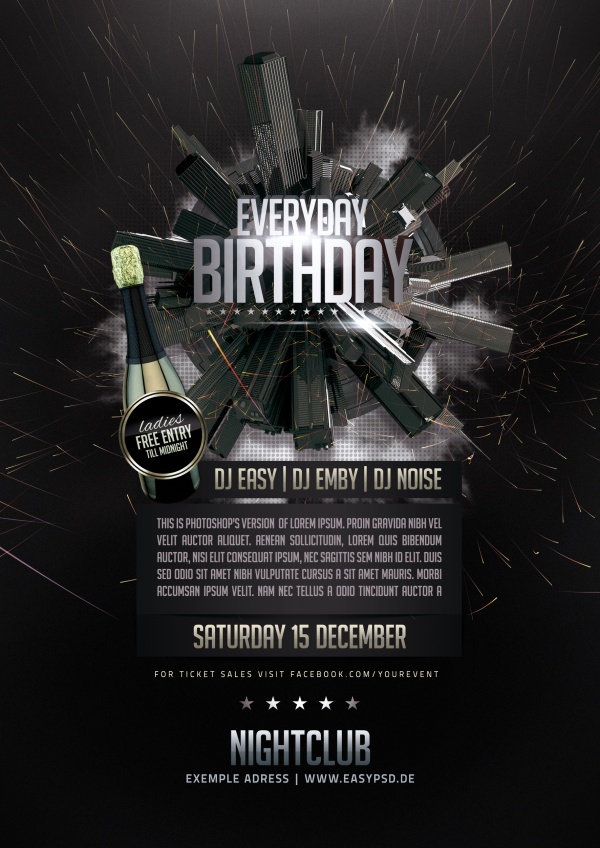 EVERYDAY
BIRTHDAY
ladies
FREE ENTRY
TILL MIDNIGHT
DJ EASY | DJ EMBY | DJ NOISE
THIS IS PHOTOSHOP'S VERSION OF LOREM IPSUM. PROIN GRAVIDA NIBH VEL
VELIT AUCTOR ALIQUET. AENEAN SOLLICITUDIN, LOREM QUIS BIBENDUM
AUCTOR, NISI ELIT CONSEQUAT IPSUM, NEC SAGITTIS SEM NIBH ID ELIT. DUIS
SED ODIO SIT AMET NIBH VULPUTATE CURSUS A SIT AMET MAURIS. MORBI
ACCUMSAN IPSUM VELIT. NAM NEC TELLUS A ODIO TINCIDUNT AUCTOR A
SATURDAY 15 DECEMBER
FOR TICKET SALES VISIT FACEBOOK.COM/YOUREVENT
NIGHTCLUB
EXEMPLE ADRESS | WWW.EASYPSD.DE